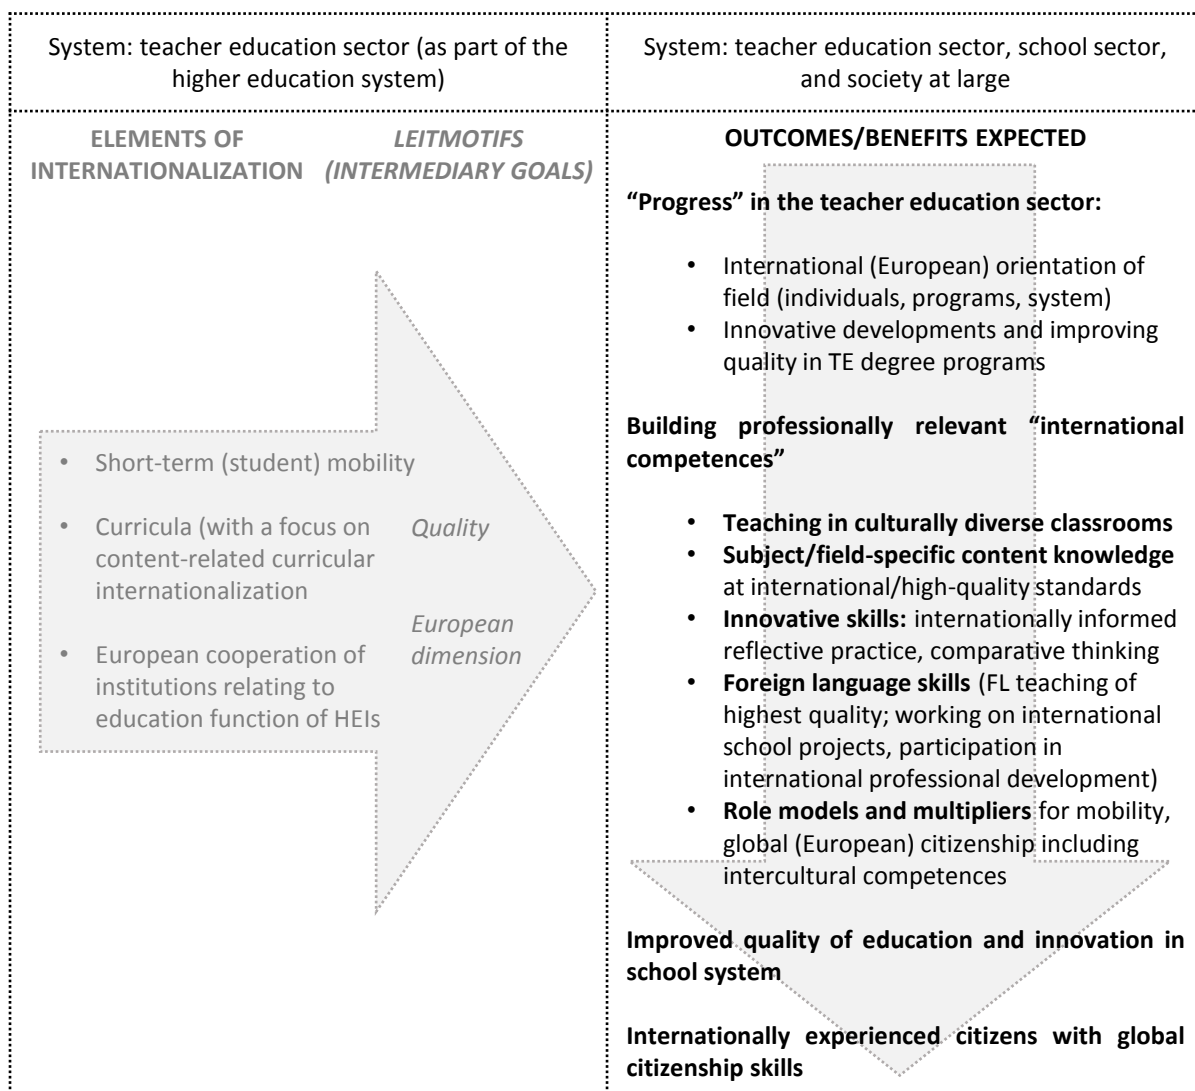 System: teacher education sector (as part of the
higher education system)
System: teacher education sector, school sector,
and society at large
ELEMENTS OF
INTERNATIONALIZATION
LEITMOTIFS
(INTERMEDIARY GOALS)
• Short-term (student) mobility
• Curricula (with a focus on
content-related curricular
internationalization
• European cooperation of
institutions relating to
education function of HEIs
Quality
European
dimension
OUTCOMES/BENEFITS EXPECTED
“Progress” in the teacher education sector:
• International (European) orientation of
field (individuals, programs, system)
• Innovative developments and improving
quality in TE degree programs
Building professionally relevant “international
competences”
• Teaching in culturally diverse classrooms
• Subject/field-specific content knowledge
at international/high-quality standards
• Innovative skills: internationally informed
reflective practice, comparative thinking
• Foreign language skills (FL teaching of
highest quality; working on international
school projects, participation in
international professional development)
• Role models and multipliers for mobility,
global (European) citizenship including
intercultural competences
Improved quality of education and innovation in
school system
Internationally experienced citizens with global
citizenship skills